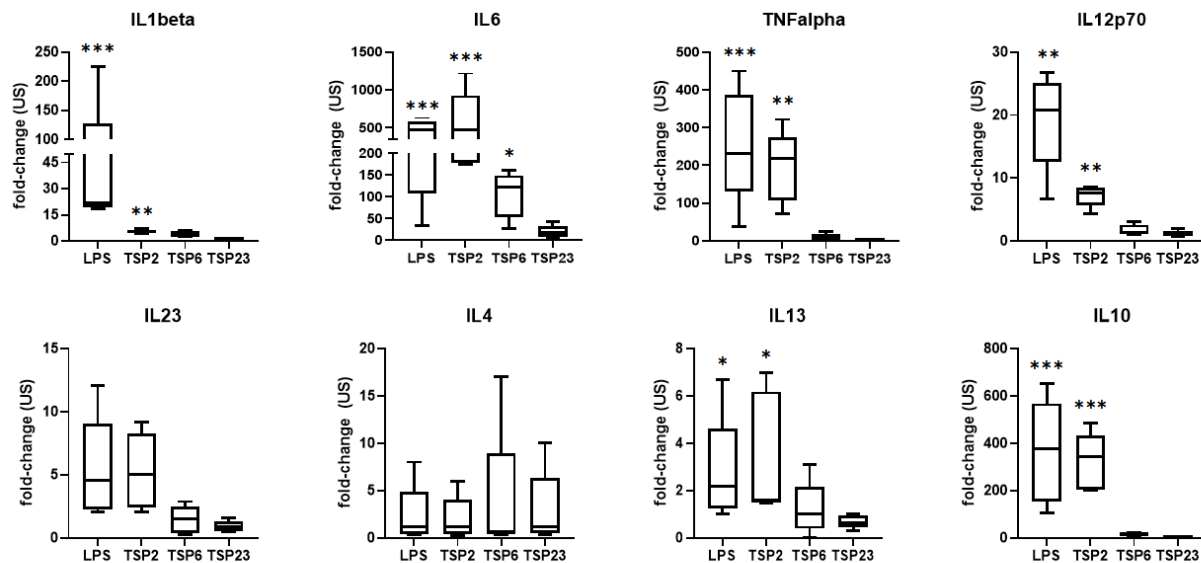 IL1beta
fold-change (US)
250
200
150
100
45
30
15
0
***
**
LPS TSP2 TSP6 TSP23
IL6
fold-change (US)
1500
1000
500
200
150
100
50
0
***
***
*
LPS TSP2 TSP6 TSP23
TNFalpha
fold-change (US)
500
400
300
200
100
0
***
**
LPS TSP2 TSP6 TSP23
IL12p70
fold-change (US)
30
20
10
0
**
**
LPS TSP2 TSP6 TSP23
IL23
fold-change (US)
15
10
5
0
LPS TSP2 TSP6 TSP23
IL4
fold-change (US)
20
15
10
5
0
LPS TSP2 TSP6 TSP23
IL13
fold-change (US)
8
6
4
2
0
*
*
LPS TSP2 TSP6 TSP23
IL10
fold-change (US)
800
600
400
200
0
***
***
LPS TSP2 TSP6 TSP23